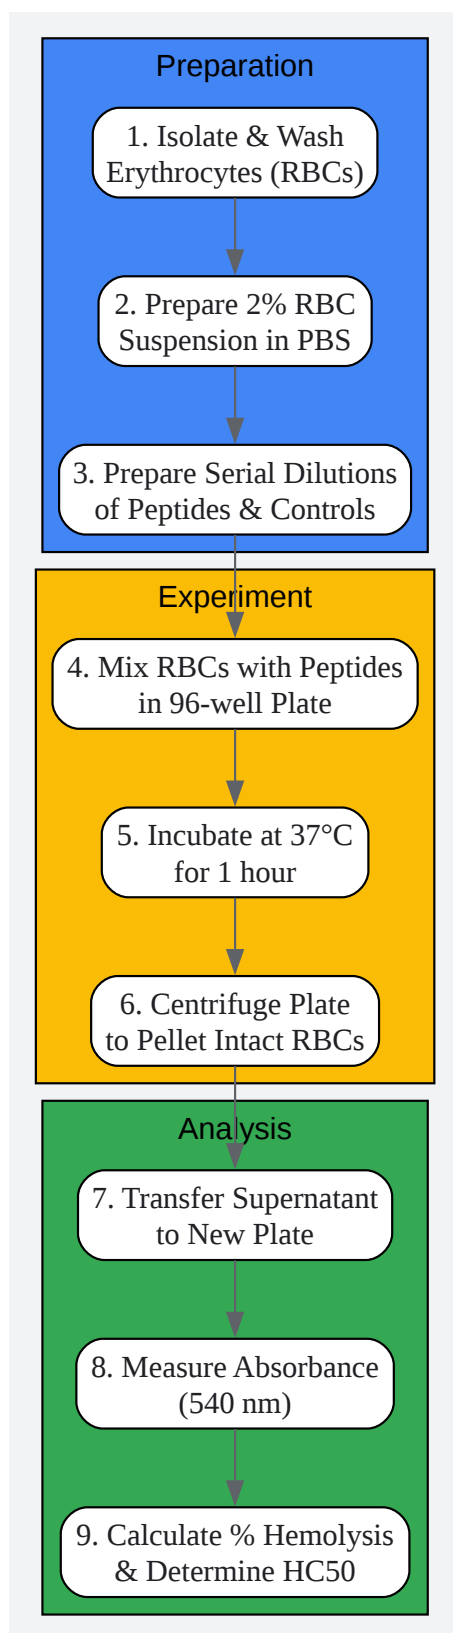 Preparation
1. Isolate & Wash
Erythrocytes (RBCs)
2. Prepare 2% RBC
Suspension in PBS
3. Prepare Serial Dilutions
of Peptides & Controls
Experiment
4. Mix RBCs with Peptides
in 96-well Plate
5. Incubate at 37°C
for 1 hour
6. Centrifuge Plate
to Pellet Intact RBCs
Analysis
7. Transfer Supernatant
to New Plate
8. Measure Absorbance
(540 nm)
9. Calculate % Hemolysis
& Determine HC50